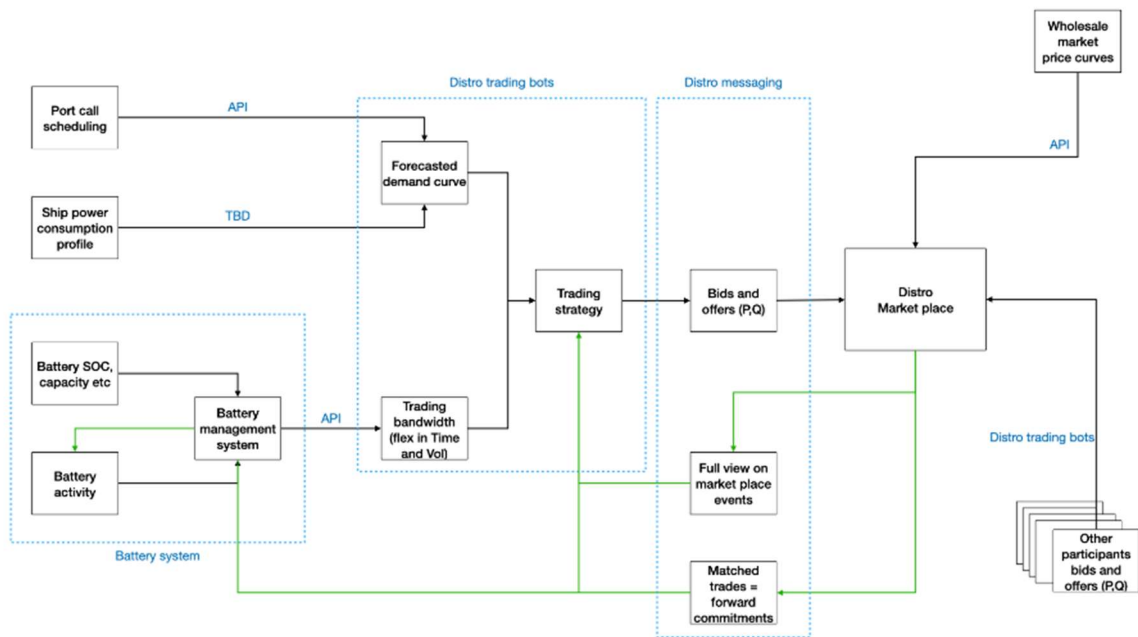 Wholesale
market
price curves
Distro trading bots
Distro messaging
Port call
scheduling
API
API
Forecasted
demand curve
Ship power
consumption
profile
TBD
Trading
strategy
Bids and
offers (P,Q)
Distro
Market place
Battery SOC,
capacity etc
Battery
management
system
API
Trading
bandwidth
(flex in Time
and Vol)
Distro trading bots
Battery
activity
Full view on
market place
events
Battery system
Other
participants
bids and
offers (P,Q)
Matched
trades =
forward
commitments